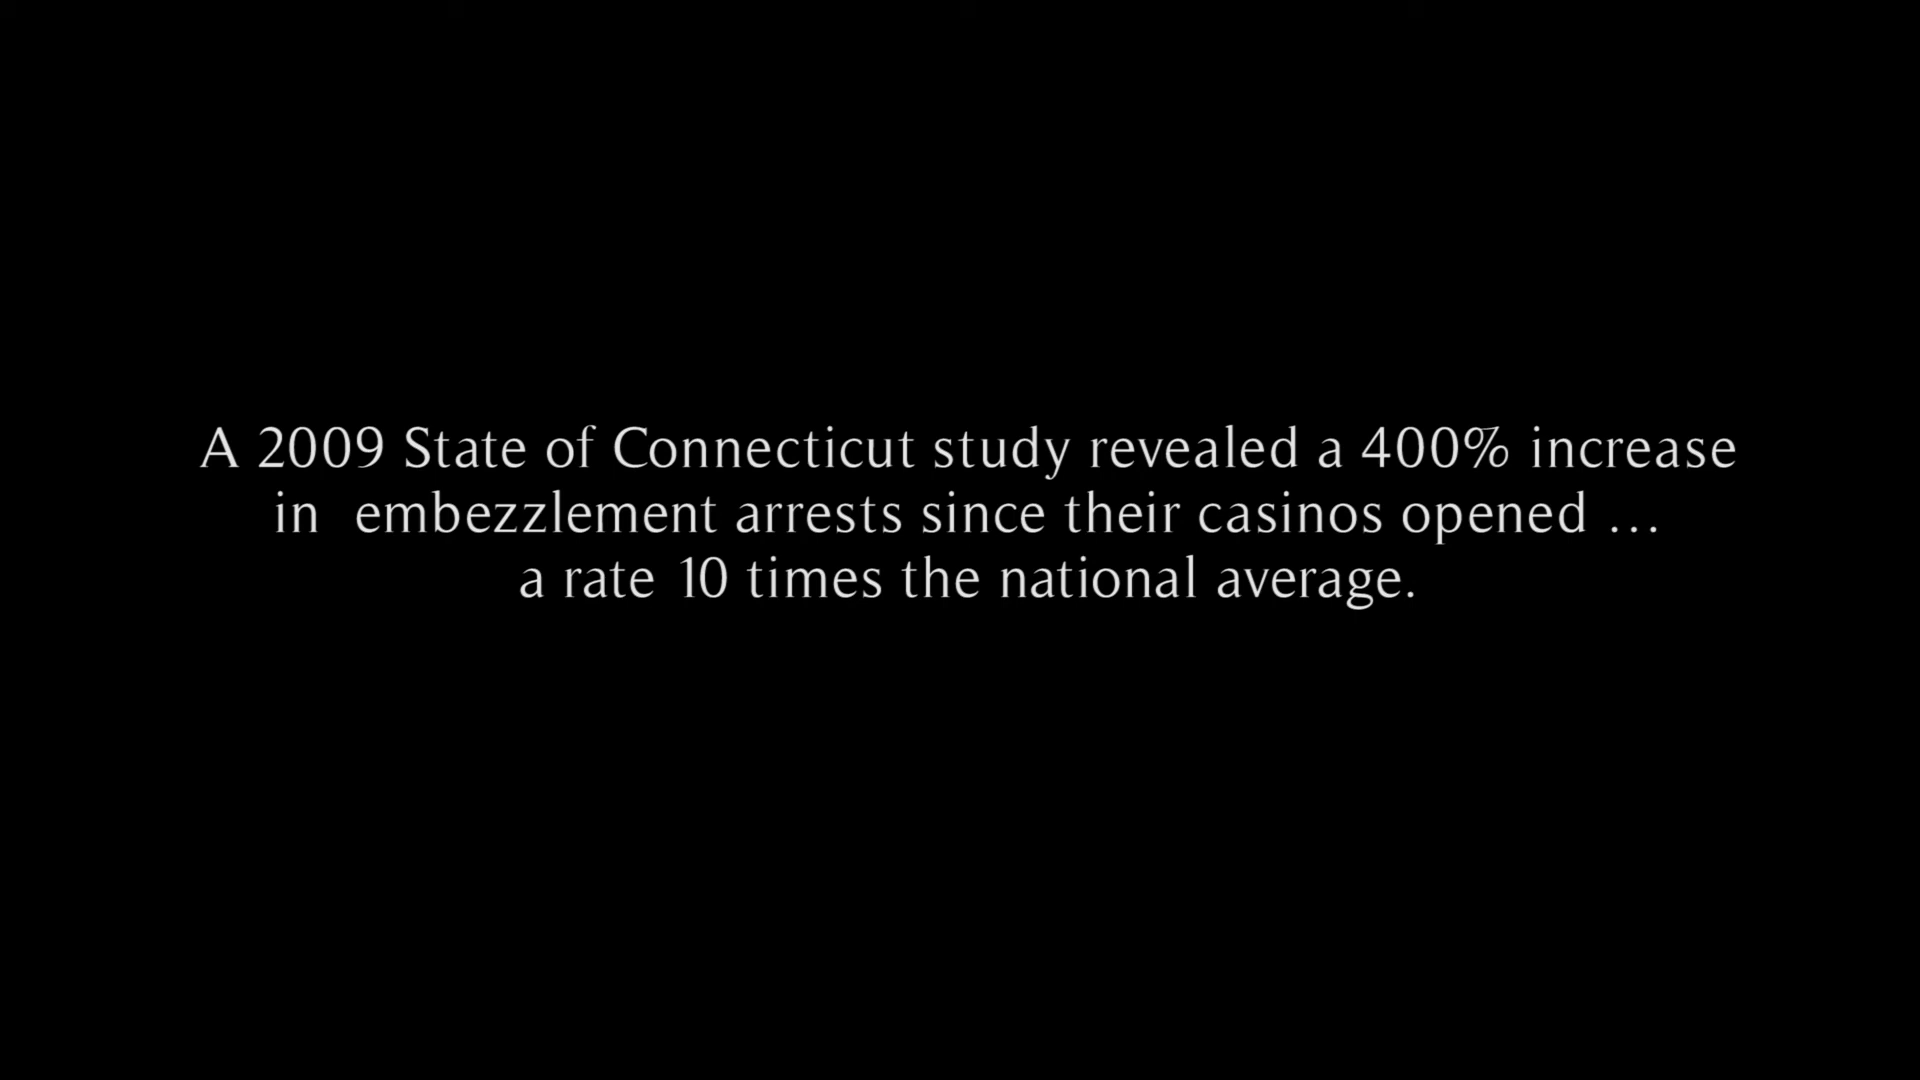 A 2009 State of Connecticut study revealed a 400% increase
in  embezzlement arrests since their casinos opened …
a rate 10 times the national average.